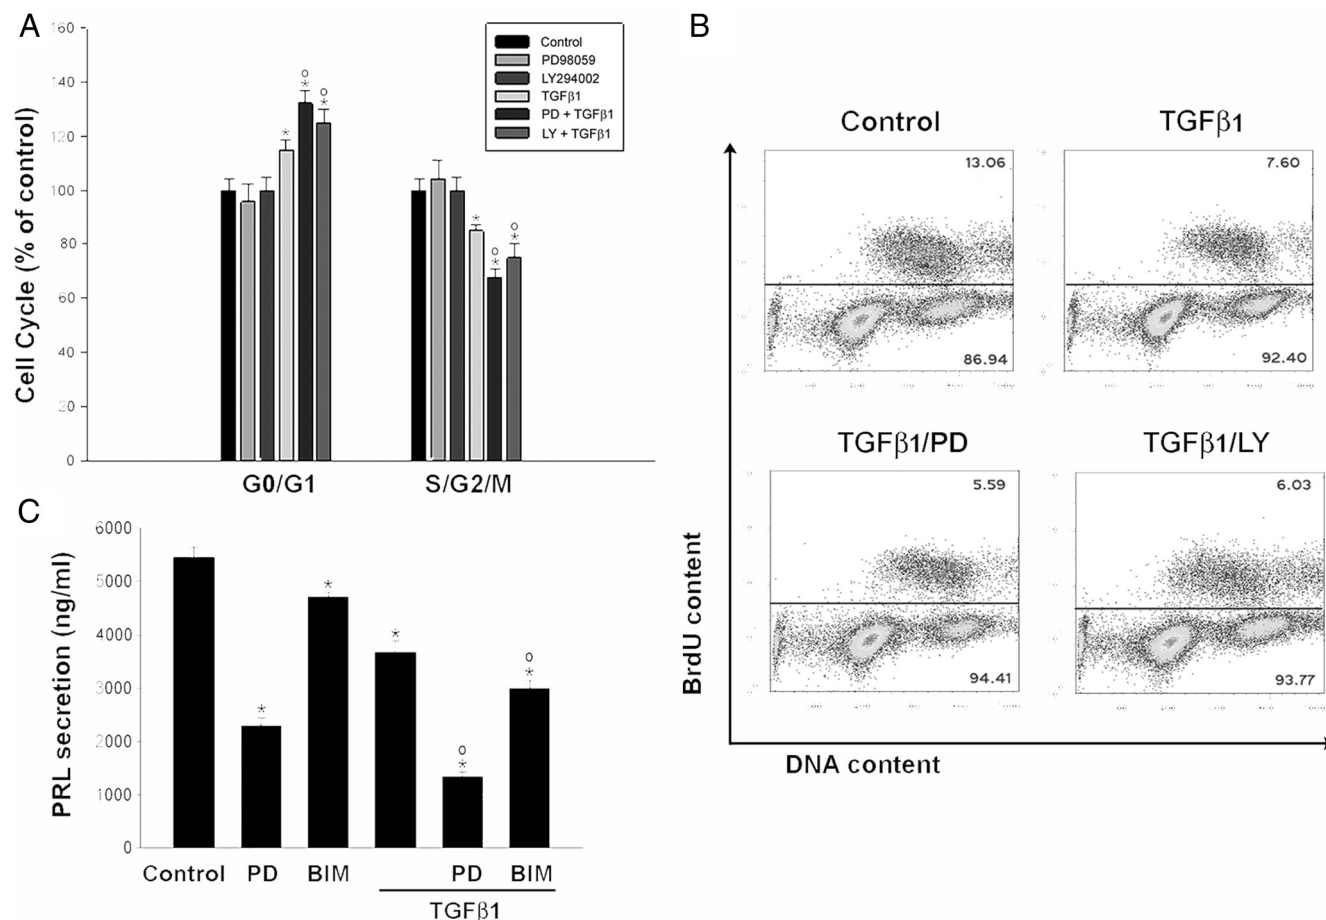 A
160
140
120
100
80
60
40
20
0
Cell Cycle (% of control)
Control
PD98059
LY294002
TGFβ1
PD + TGFβ1
LY + TGFβ1
o
*
o
*
*
*
o
*
o
*
G0/G1 S/G2/M
B
Control TGFβ1
13.06 7.60
86.94 92.40
TGFβ1/PD TGFβ1/LY
5.59 6.03
94.41 93.77
BrdU content
DNA content
C
6000
5000
4000
3000
2000
1000
0
PRL secretion (ng/ml)
*
*
*
o
*
o
*
Control PD BIM PD BIM
TGFβ1